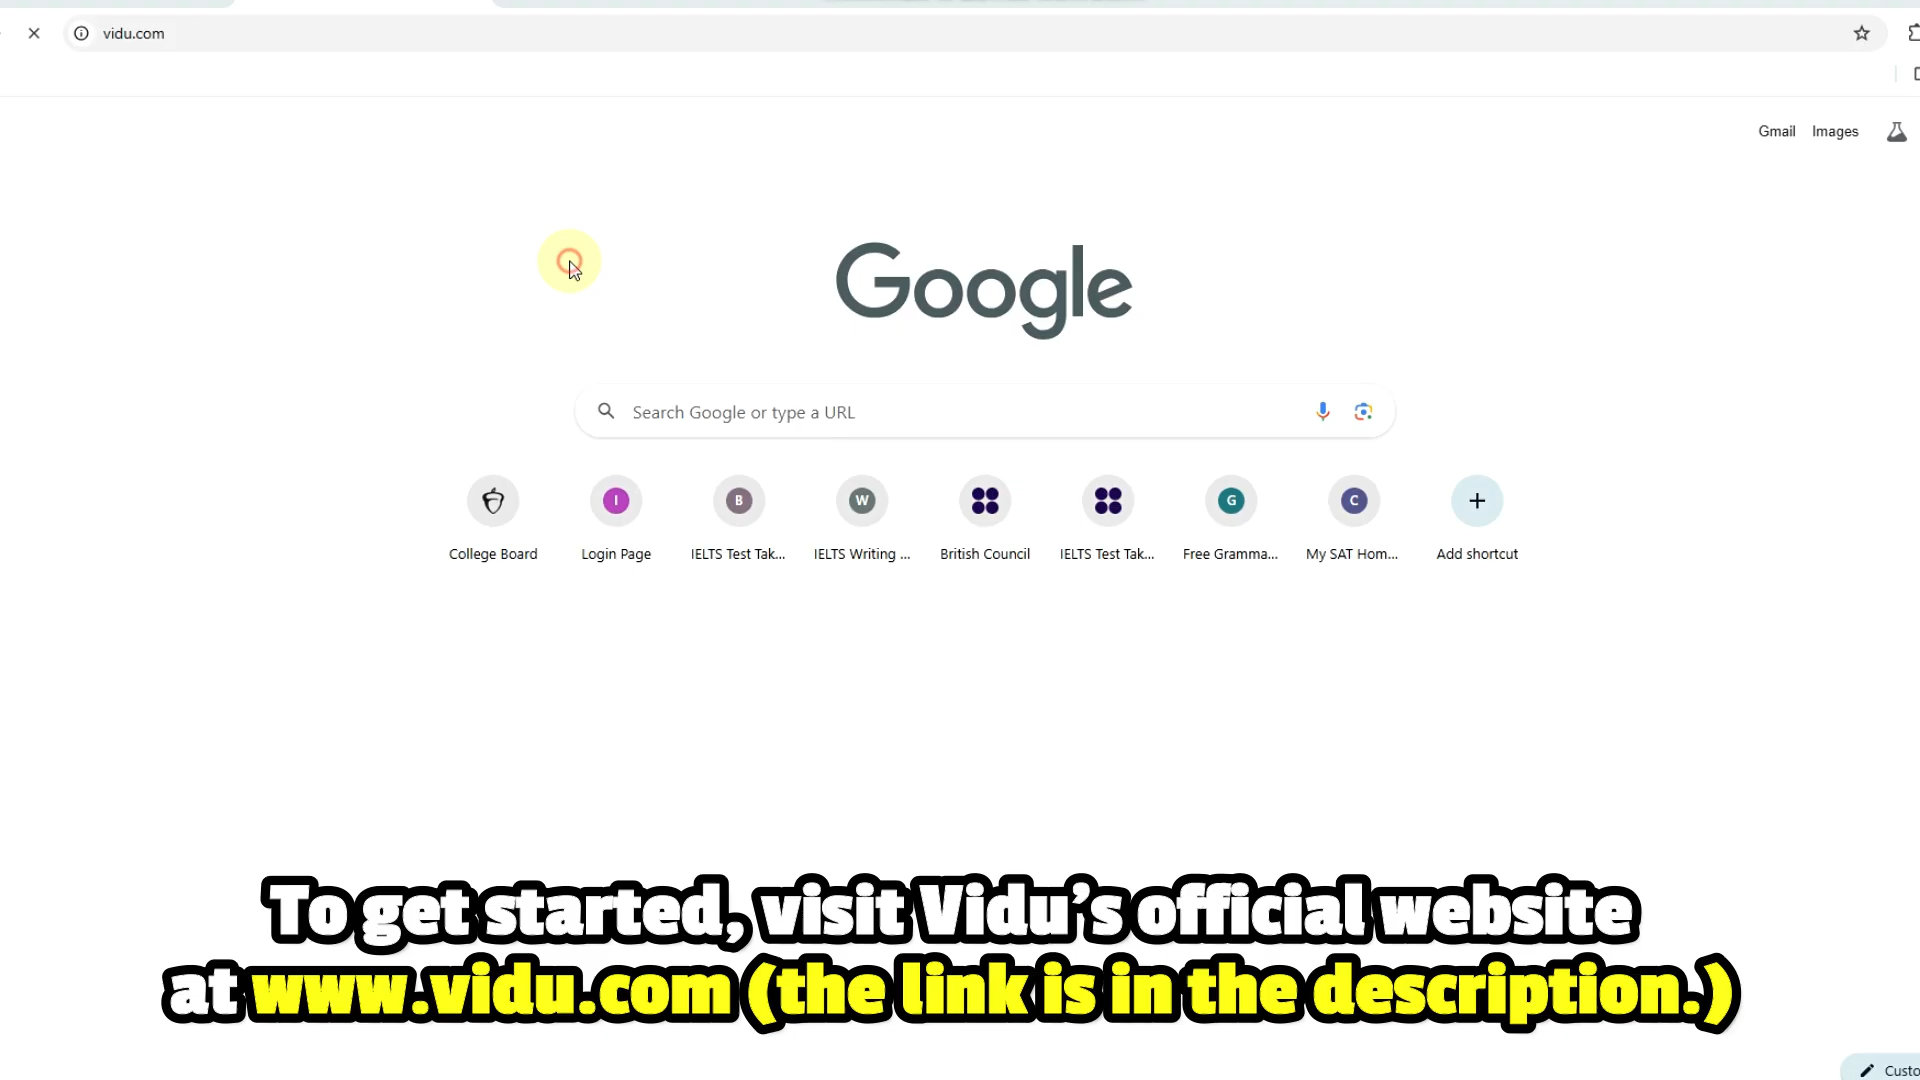 vidu.com
Gmail Images
Google
Search Google or type a URL
I B W G C
College Board Login Page IELTS Test Tak... IELTS Writing ... British Council IELTS Test Tak... Free Gramma... My SAT Hom... Add shortcut
To get started, visit Vidu's official website
at www.vidu.com (the link is in the description.)
Custo